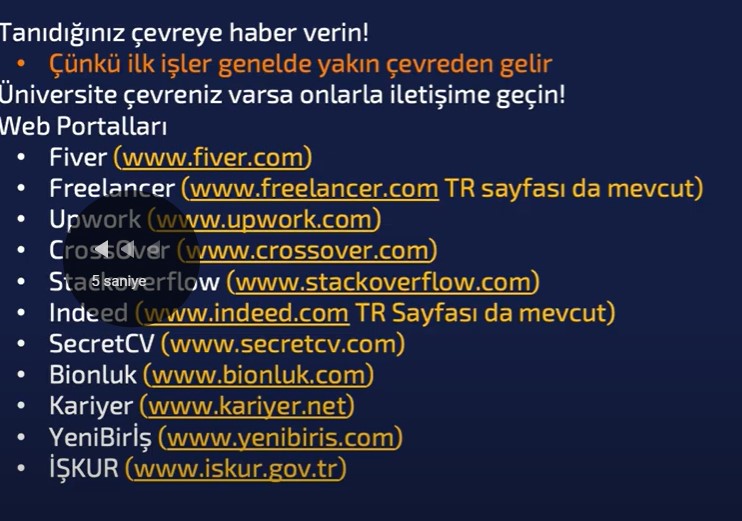 Tanıdığınız çevreye haber verin!
• Çünkü ilk işler genelde yakın çevreden gelir
Üniversite çevreniz varsa onlarla iletişime geçin!
Web Portalları
• Fiver (www.fiver.com)
• Freelancer (www.freelancer.com TR sayfası da mevcut)
• Upwork (www.upwork.com)
• CrossOver (www.crossover.com)
• Stackoverflow (www.stackoverflow.com)
5 saniye
• Indeed (www.indeed.com TR Sayfası da mevcut)
• SecretCV (www.secretcv.com)
• Bionluk (www.bionluk.com)
• Kariyer (www.kariyer.net)
• YeniBirİş (www.yenibiris.com)
• İŞKUR (www.iskur.gov.tr)